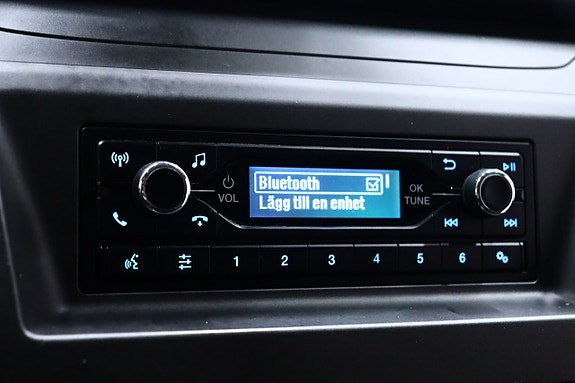 Bluetooth
Lägg till en enhet
VOL
OK
TUNE
1 2 3 4 5 6